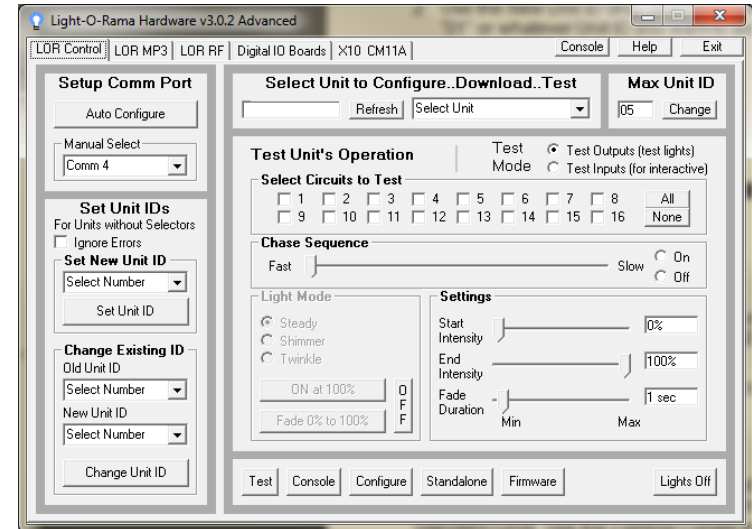 Light-O-Rama Hardware v3.0.2 Advanced
LOR Control LOR MP3 LOR RF Digital IO Boards X10 CM11A Console Help Exit
Setup Comm Port
Auto Configure
Manual Select
Comm 4
Set Unit IDs
For Units without Selectors
Ignore Errors
Set New Unit ID
Select Number
Set Unit ID
Change Existing ID
Old Unit ID
Select Number
New Unit ID
Select Number
Change Unit ID
Select Unit to Configure..Download..Test
Refresh Select Unit
Max Unit ID
05 Change
Test Unit's Operation
Test Mode
Test Outputs (test lights)
Test Inputs (for interactive)
Select Circuits to Test
1 2 3 4 5 6 7 8 All
9 10 11 12 13 14 15 16 None
Chase Sequence
Fast Slow
On
Off
Light Mode
Steady
Shimmer
Twinkle
ON at 100%
Fade 0% to 100%
OFF
Settings
Start Intensity 0%
End Intensity 100%
Fade Duration 1 sec
Min Max
Test Console Configure Standalone Firmware Lights Off